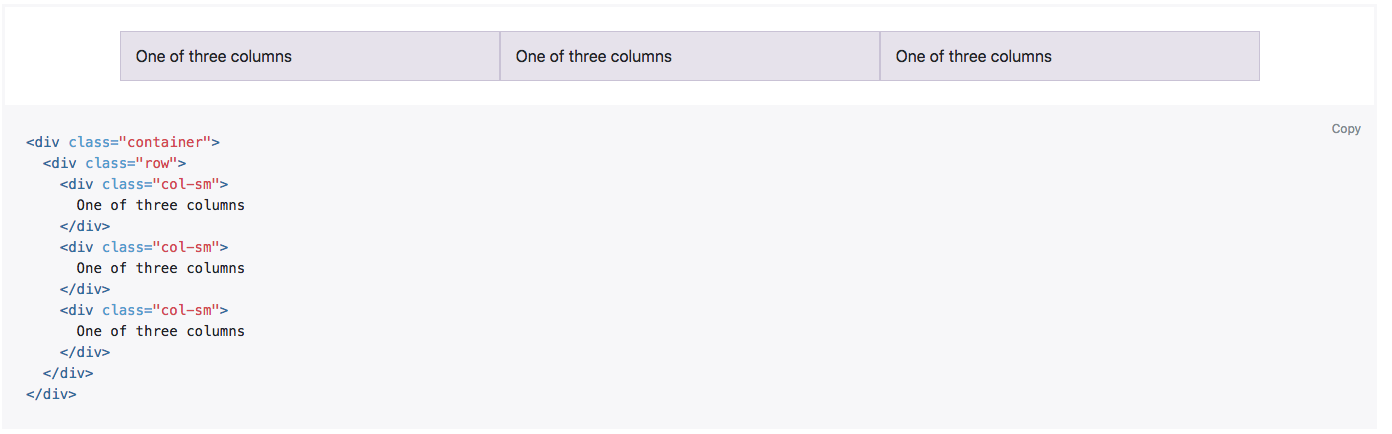 One of three columns One of three columns One of three columns
Copy
<div class="container">
  <div class="row">
    <div class="col-sm">
      One of three columns
    </div>
    <div class="col-sm">
      One of three columns
    </div>
    <div class="col-sm">
      One of three columns
    </div>
  </div>
</div>